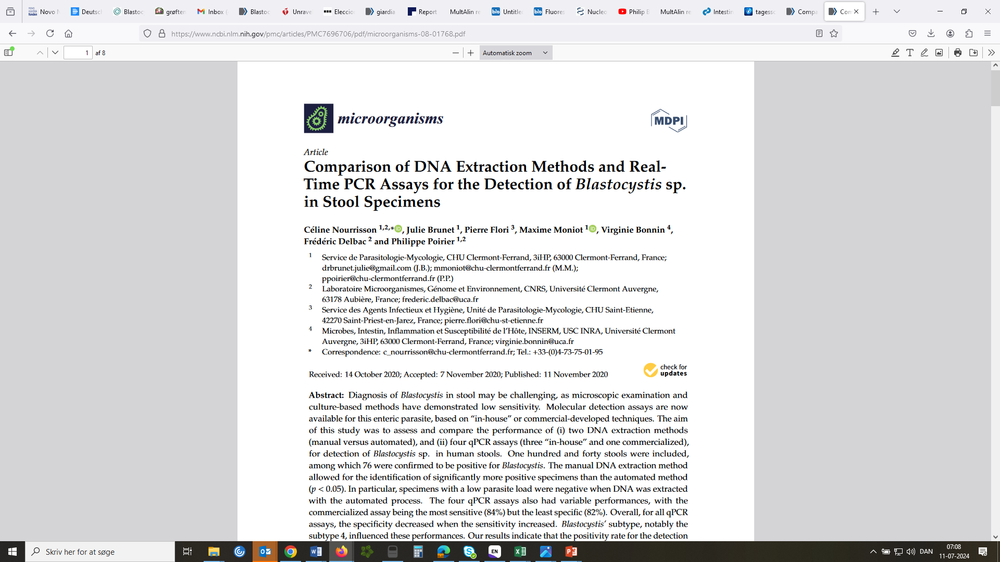 Novo N
Deutsc
Blastoc
grøften
Inbox (
Blastoc
Unrav
Eleccio
giardia
Report
MultAlin re
Untitle
Fluores
Nucleo
Philip B
MultAlin re
Intestin
tagessc
Compa
Com
https://www.ncbi.nlm.nih.gov/pmc/articles/PMC7696706/pdf/microorganisms-08-01768.pdf
1 af 8
Automatisk zoom
microorganisms
MDPI
Article
Comparison of DNA Extraction Methods and Real-
Time PCR Assays for the Detection of Blastocystis sp.
in Stool Specimens
Céline Nourrisson 1,2,* iD, Julie Brunet 1, Pierre Flori 3, Maxime Moniot 1 iD, Virginie Bonnin 4,
Frédéric Delbac 2 and Philippe Poirier 1,2
1 Service de Parasitologie-Mycologie, CHU Clermont-Ferrand, 3iHP, 63000 Clermont-Ferrand, France;
drbrunet.julie@gmail.com (J.B.); mmoniot@chu-clermontferrand.fr (M.M.);
ppoirier@chu-clermontferrand.fr (P.P.)
2 Laboratoire Microorganismes, Génome et Environnement, CNRS, Université Clermont Auvergne,
63178 Aubière, France; frederic.delbac@uca.fr
3 Service des Agents Infectieux et Hygiène, Unité de Parasitologie-Mycologie, CHU Saint-Etienne,
42270 Saint-Priest-en-Jarez, France; pierre.flori@chu-st-etienne.fr
4 Microbes, Intestin, Inflammation et Susceptibilité de l’Hôte, INSERM, USC INRA, Université Clermont
Auvergne, 3iHP, 63000 Clermont-Ferrand, France; virginie.bonnin@uca.fr
* Correspondence: c_nourrisson@chu-clermontferrand.fr; Tel.: +33-(0)4-73-75-01-95
check for
updates
Received: 14 October 2020; Accepted: 7 November 2020; Published: 11 November 2020
Abstract: Diagnosis of Blastocystis in stool may be challenging, as microscopic examination and
culture-based methods have demonstrated low sensitivity. Molecular detection assays are now
available for this enteric parasite, based on “in-house” or commercial-developed techniques. The aim
of this study was to assess and compare the performance of (i) two DNA extraction methods
(manual versus automated), and (ii) four qPCR assays (three “in-house” and one commercialized),
for detection of Blastocystis sp. in human stools. One hundred and forty stools were included,
among which 76 were confirmed to be positive for Blastocystis. The manual DNA extraction method
allowed for the identification of significantly more positive specimens than the automated method
(p < 0.05). In particular, specimens with a low parasite load were negative when DNA was extracted
with the automated process. The four qPCR assays also had variable performances, with the
commercialized assay being the most sensitive (84%) but the least specific (82%). Overall, for all qPCR
assays, the specificity decreased when the sensitivity increased. Blastocystis’ subtype, notably the
subtype 4, influenced these performances. Our results indicate that the positivity rate for the detection
Skriv her for at søge
EN
DAN
07:08
11-07-2024